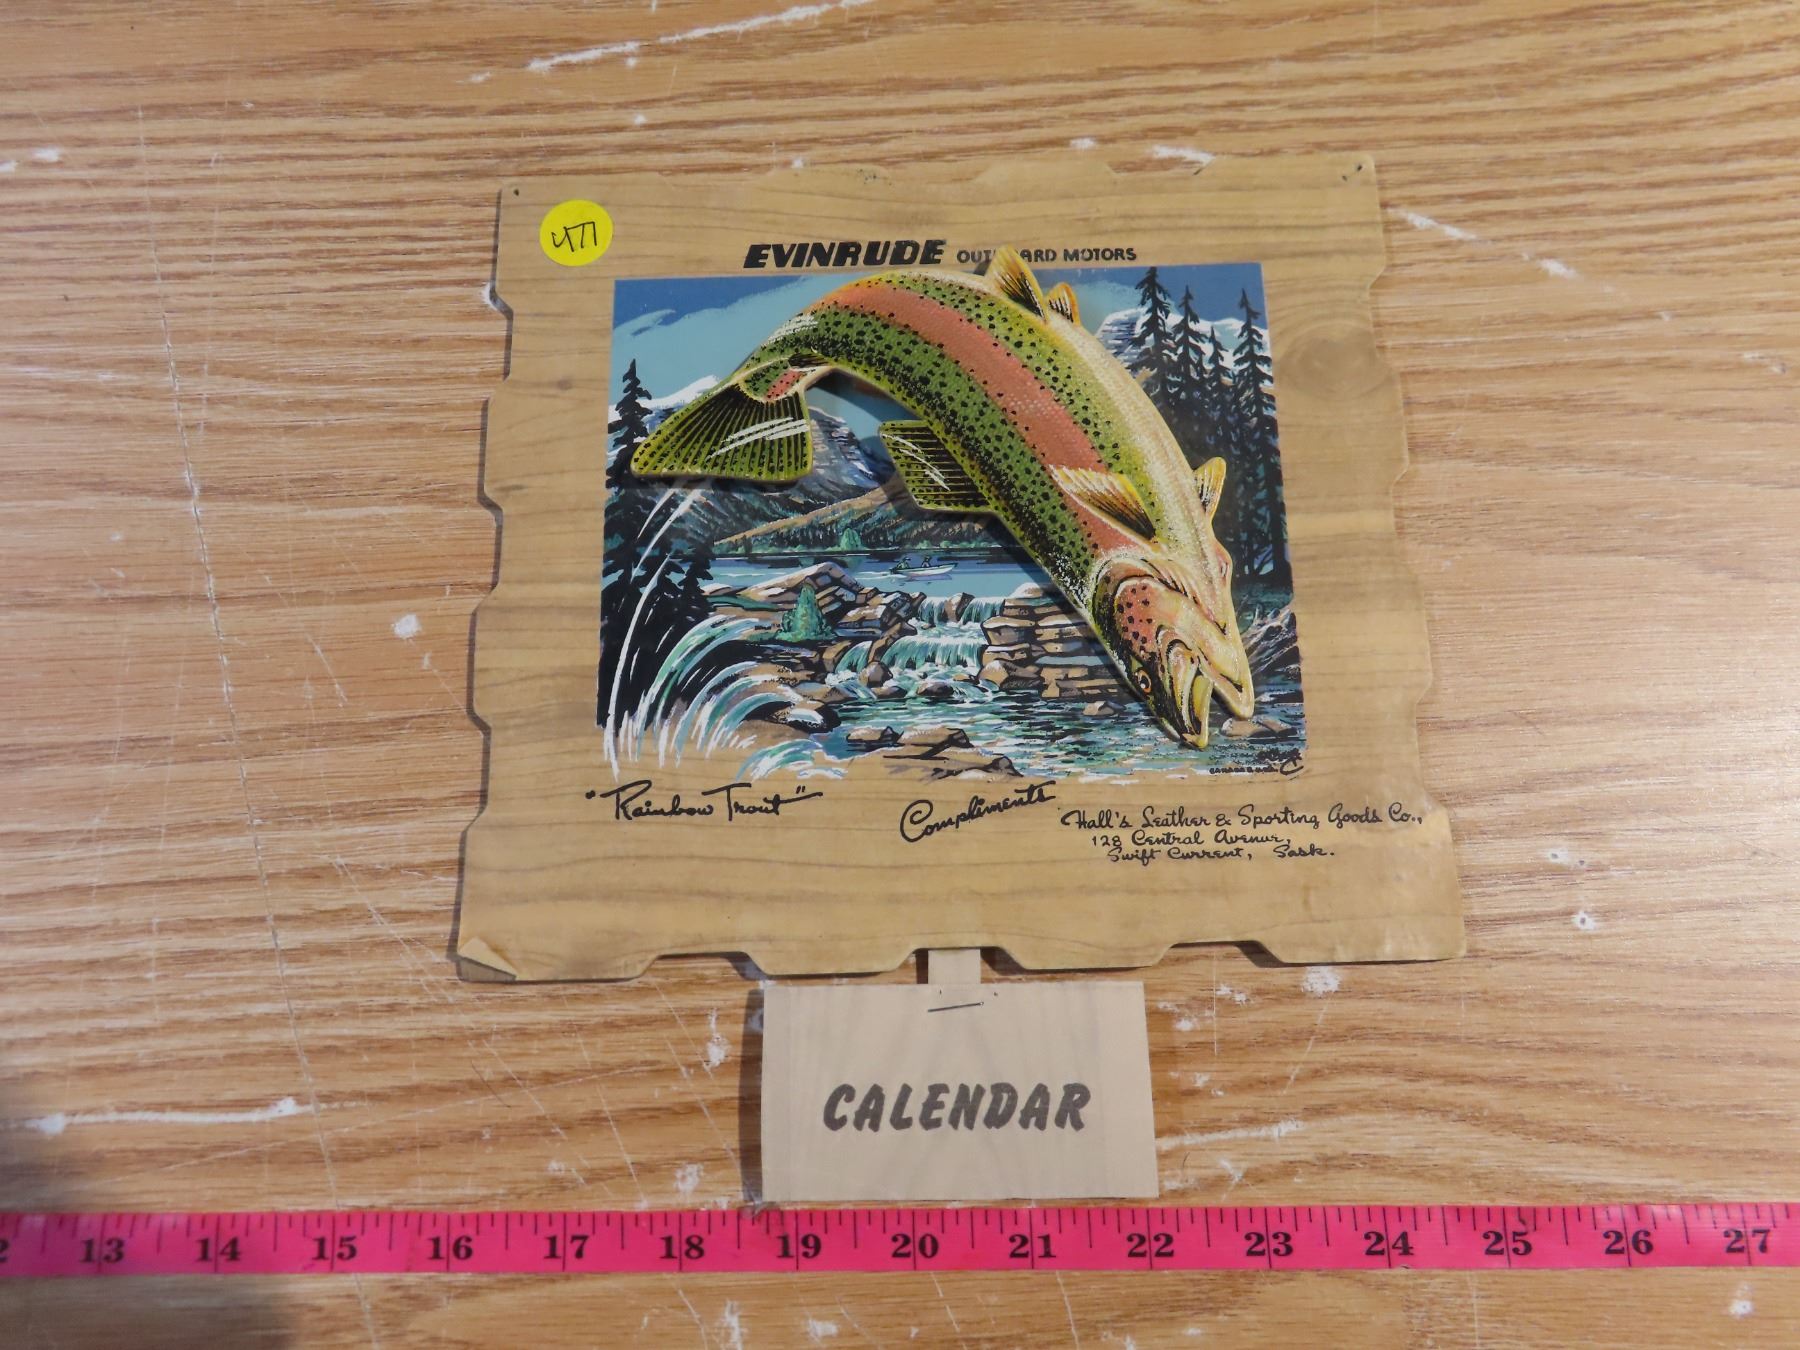 477
EVINRUDE OUTBOARD MOTORS
"Rainbow Trout"
Compliments
Hall's Leather & Sporting Goods Co.,
128 Central Avenue,
Swift Current, Sask.
CALENDAR
13 14 15 16 17 18 19 20 21 22 23 24 25 26 27